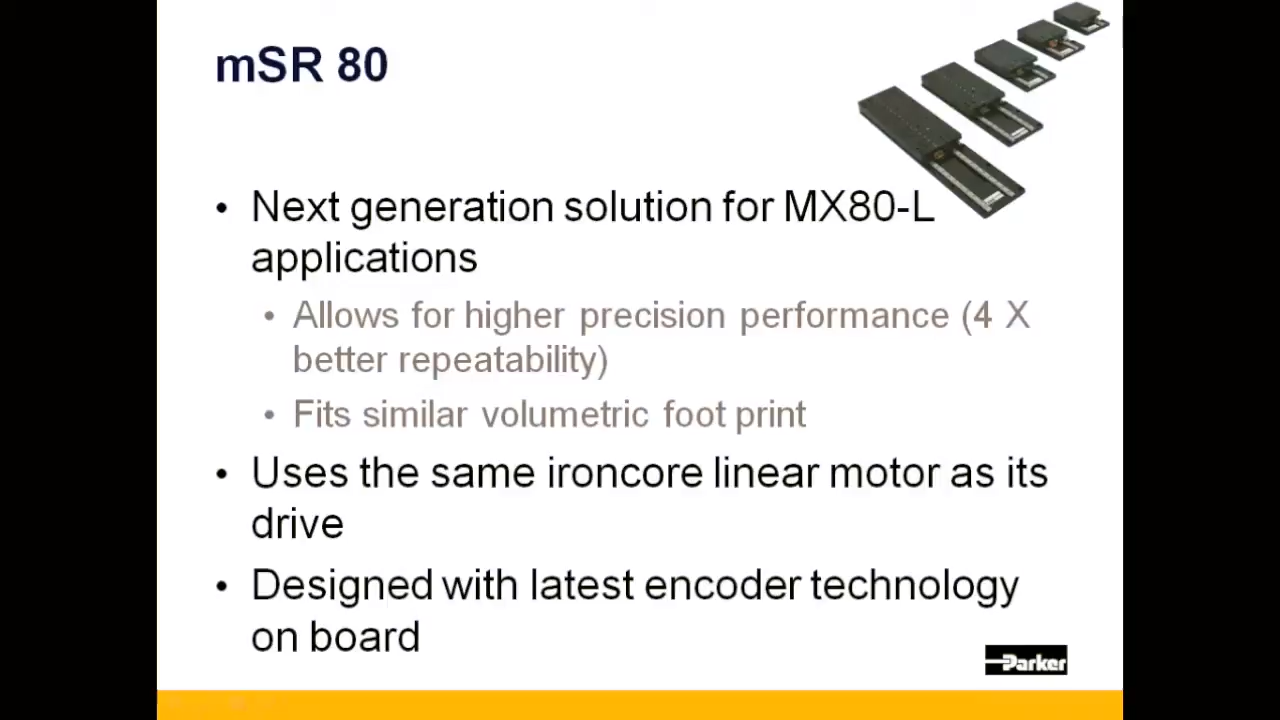 mSR 80
• Next generation solution for MX80-L
applications
• Allows for higher precision performance (4 X
better repeatability)
• Fits similar volumetric foot print
• Uses the same ironcore linear motor as its
drive
• Designed with latest encoder technology
on board
Parker